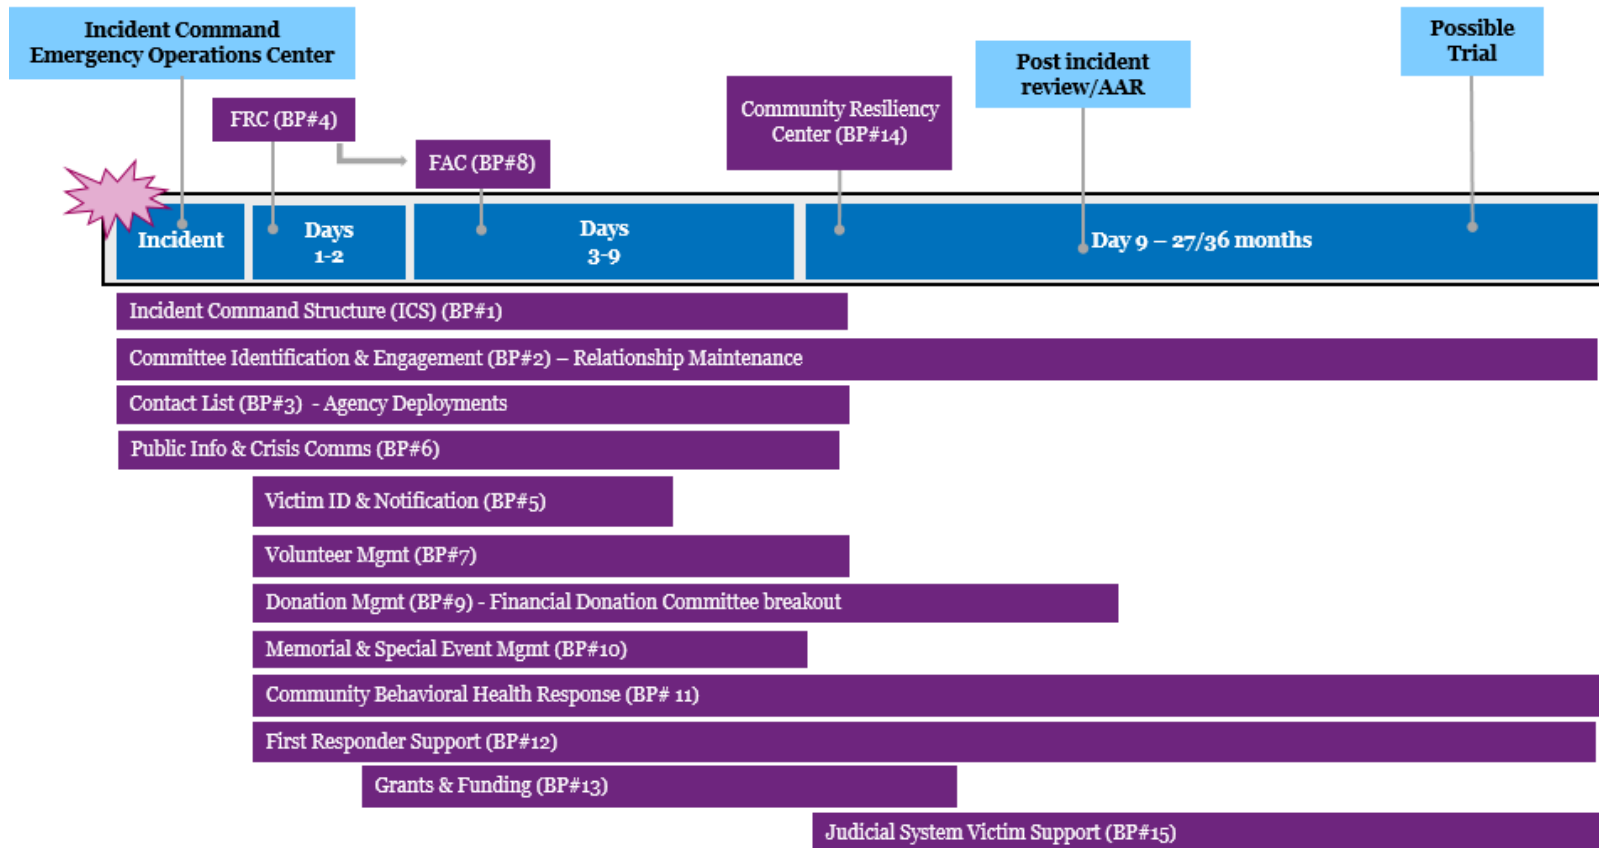 Incident Command
Emergency Operations Center
FRC (BP#4)
FAC (BP#8)
Community Resiliency
Center (BP#14)
Post incident
review/AAR
Possible
Trial
Incident
Days
1-2
Days
3-9
Day 9 – 27/36 months
Incident Command Structure (ICS) (BP#1)
Committee Identification & Engagement (BP#2) – Relationship Maintenance
Contact List (BP#3)  - Agency Deployments
Public Info & Crisis Comms (BP#6)
Victim ID & Notification (BP#5)
Volunteer Mgmt (BP#7)
Donation Mgmt (BP#9) - Financial Donation Committee breakout
Memorial & Special Event Mgmt (BP#10)
Community Behavioral Health Response (BP# 11)
First Responder Support (BP#12)
Grants & Funding (BP#13)
Judicial System Victim Support (BP#15)